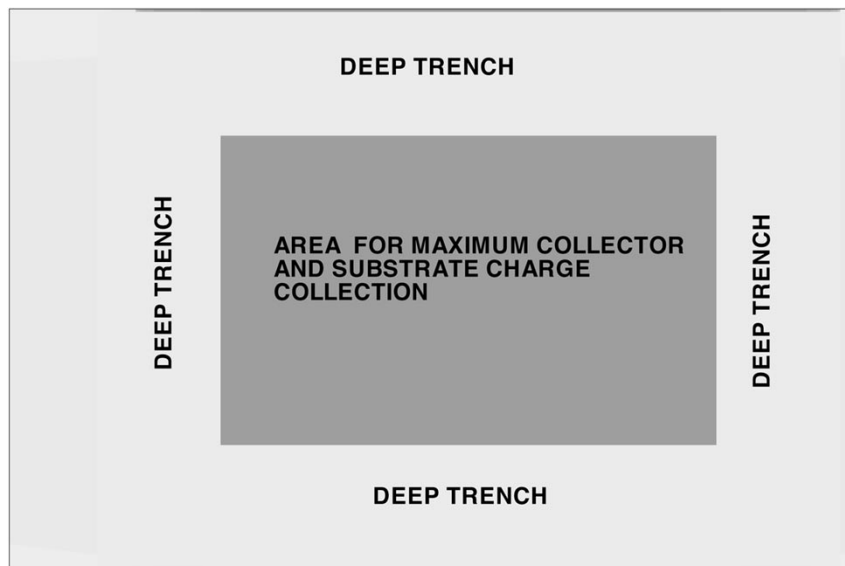 DEEP TRENCH
DEEP TRENCH
AREA FOR MAXIMUM COLLECTOR
AND SUBSTRATE CHARGE
COLLECTION
DEEP TRENCH
DEEP TRENCH